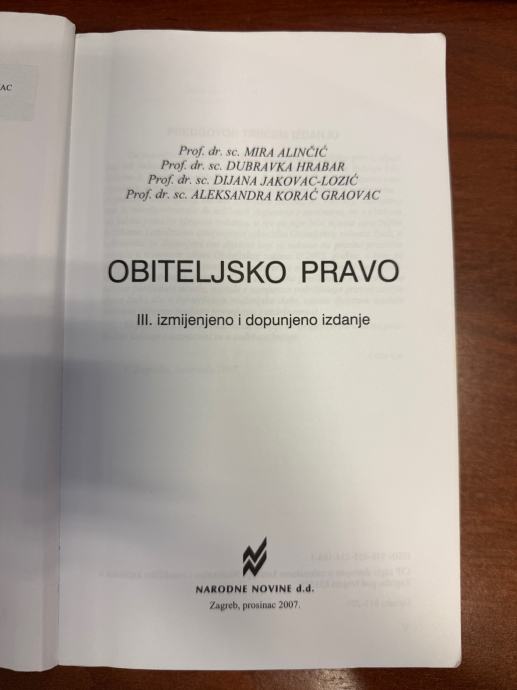 AC
Prof. dr. sc. MIRA ALINČIĆ
Prof. dr. sc. DUBRAVKA HRABAR
Prof. dr. sc. DIJANA JAKOVAC-LOZIĆ
Prof. dr. sc. ALEKSANDRA KORAĆ GRAOVAC
OBITELJSKO PRAVO
III. izmijenjeno i dopunjeno izdanje
NARODNE NOVINE d.d.
Zagreb, prosinac 2007.